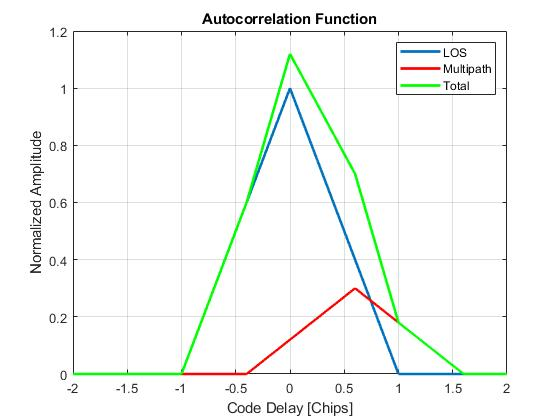 Autocorrelation Function
LOS
Multipath
Total
Normalized Amplitude
1.2
1
0.8
0.6
0.4
0.2
0
-2 -1.5 -1 -0.5 0 0.5 1 1.5 2
Code Delay [Chips]